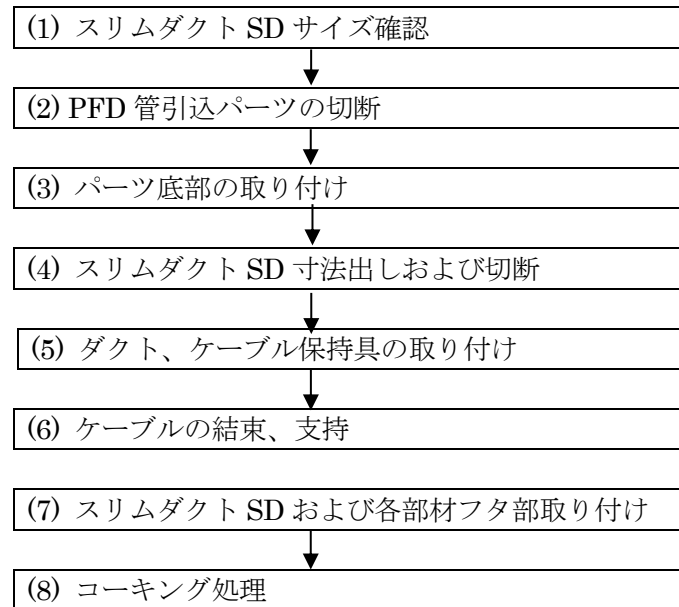 (1) スリムダクト SD サイズ確認
(2) PFD 管引込パーツの切断
(3) パーツ底部の取り付け
(4) スリムダクト SD 寸法出しおよび切断
(5) ダクト、ケーブル保持具の取り付け
(6) ケーブルの結束、支持
(7) スリムダクト SD および各部材フタ部取り付け
(8) コーキング処理